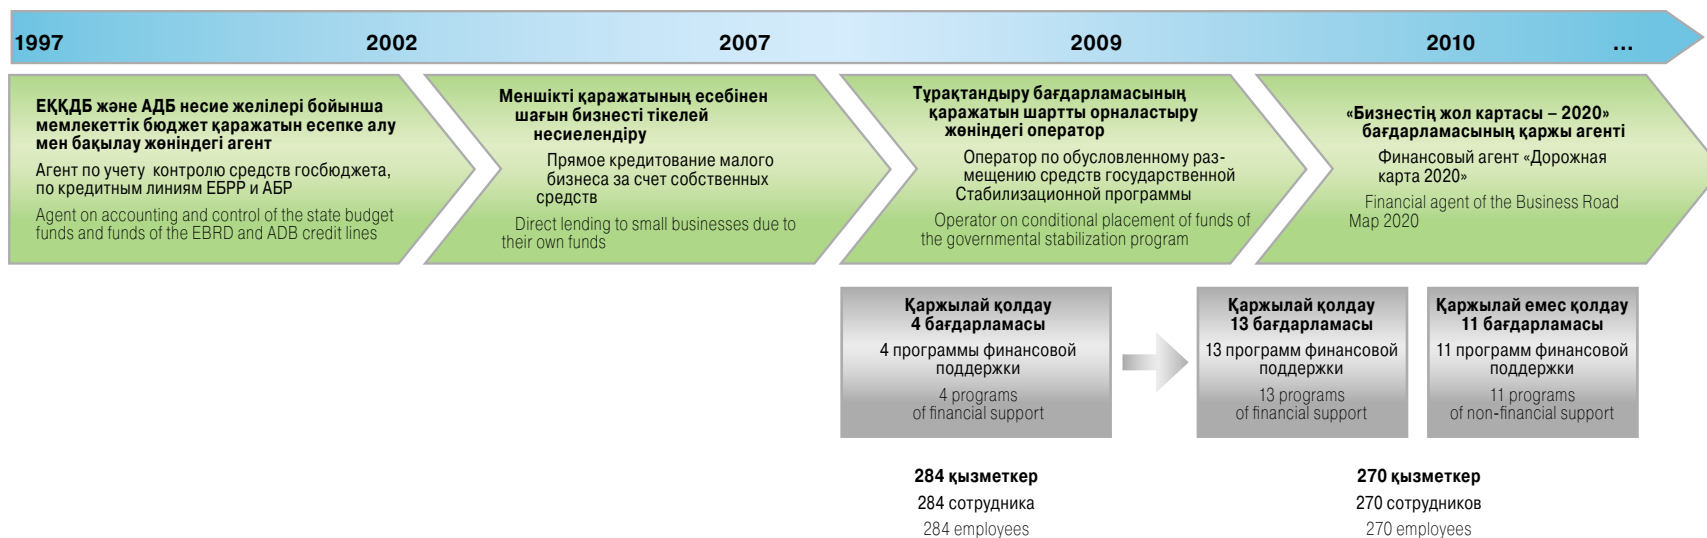 1997 2002 2007 2009 2010 ...
ЕҚҚДБ және АДБ несие желілері бойынша
мемлекеттік бюджет қаражатын есепке алу
мен бақылау жөніндегі агент
Агент по учету контролю средств госбюджета,
по кредитным линиям ЕБРР и АБР
Agent on accounting and control of the state budget
funds and funds of the EBRD and ADB credit lines
Меншікті қаражатының есебінен
шағын бизнесті тікелей
несиелендіру
Прямое кредитование малого
бизнеса за счет собственных
средств
Direct lending to small businesses due to
their own funds
Тұрақтандыру бағдарламасының
қаражатын шартты орналастыру
жөніндегі оператор
Оператор по обусловленному раз-
мещению средств государственной
Стабилизационной программы
Operator on conditional placement of funds of
the governmental stabilization program
«Бизнестің жол картасы – 2020»
бағдарламасының қаржы агенті
Финансовый агент «Дорожная
карта 2020»
Financial agent of the Business Road
Map 2020
Қаржылай қолдау
4 бағдарламасы
4 программы финансовой
поддержки
4 programs
of financial support
Қаржылай қолдау
13 бағдарламасы
13 программ финансовой
поддержки
13 programs
of financial support
Қаржылай емес қолдау
11 бағдарламасы
11 программ финансовой
поддержки
11 programs
of non-financial support
284 қызметкер
284 сотрудника
284 employees
270 қызметкер
270 сотрудников
270 employees